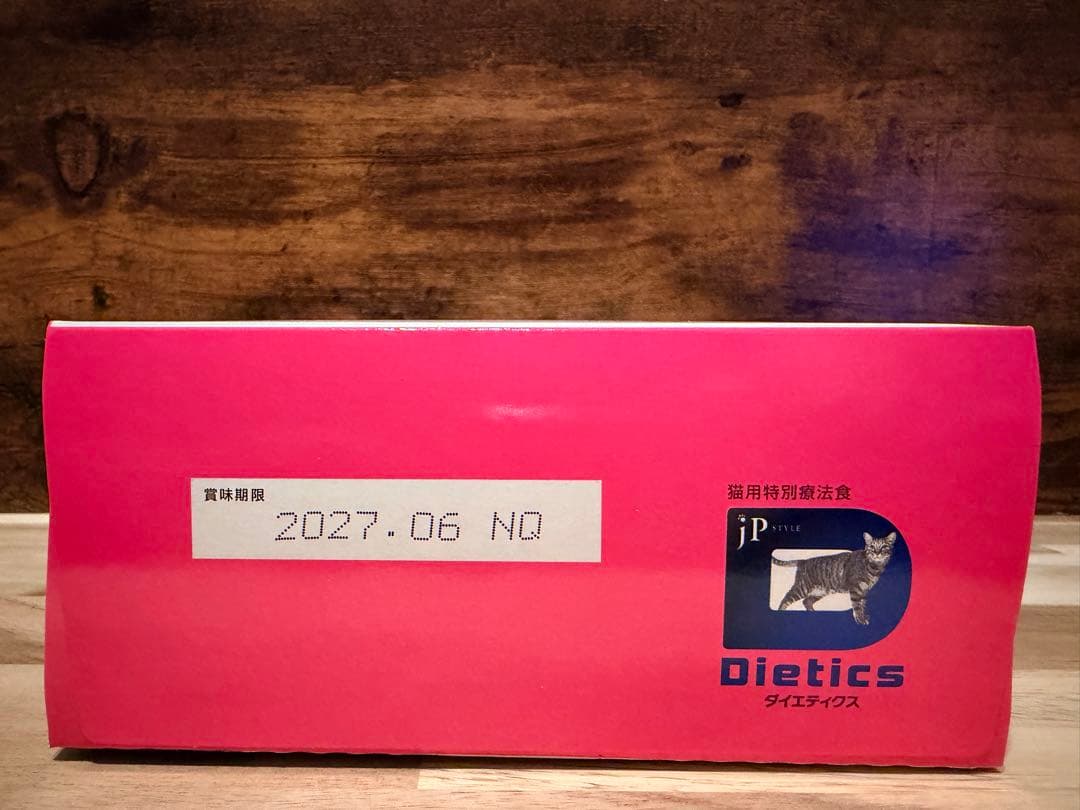 賞味期限
2027.06 NQ
猫用特別療法食
jP STYLE
Dietics
ダイエティクス